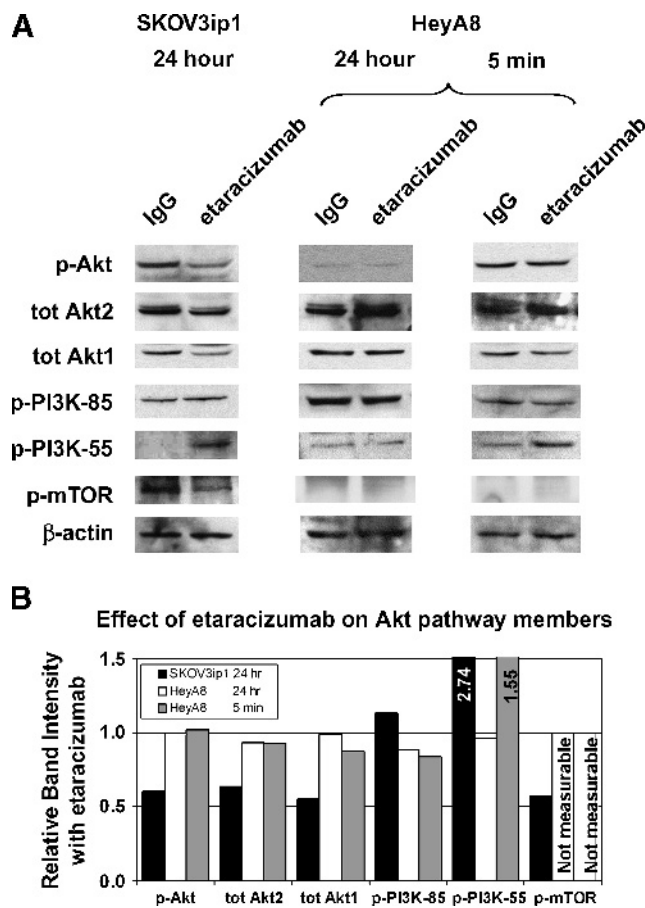 A
SKOV3ip1 HeyA8
24 hour 24 hour 5 min
IgG etaracizumab IgG etaracizumab IgG etaracizumab
p-Akt
tot Akt2
tot Akt1
p-PI3K-85
p-PI3K-55
p-mTOR
β-actin
B
Effect of etaracizumab on Akt pathway members
Relative Band Intensity
with etaracizumab
1.5
1.0
0.5
0.0
SKOV3ip1 24 hr
HeyA8 24 hr
HeyA8 5 min
2.74
1.55
Not measurable
Not measurable
p-Akt tot Akt2 tot Akt1 p-PI3K-85 p-PI3K-55 p-mTOR